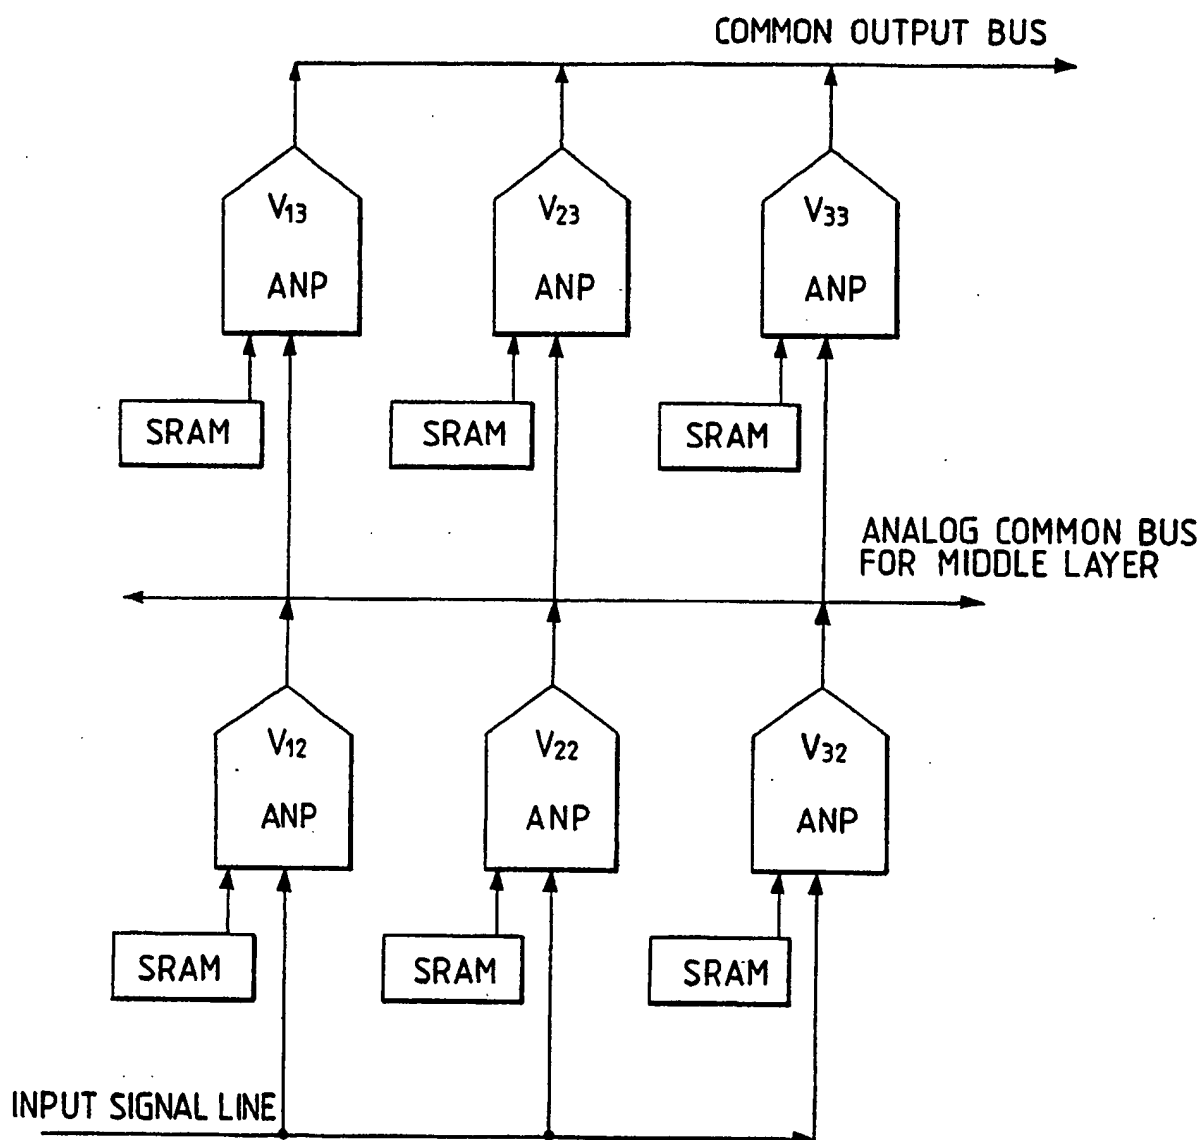 COMMON OUTPUT BUS
V13
V23
V33
ANP
ANP
ANP
SRAM
SRAM
SRAM
ANALOG COMMON BUS
FOR MIDDLE LAYER
V12
V22
V32
ANP
ANP
ANP
SRAM
SRAM
SRAM
INPUT SIGNAL LINE